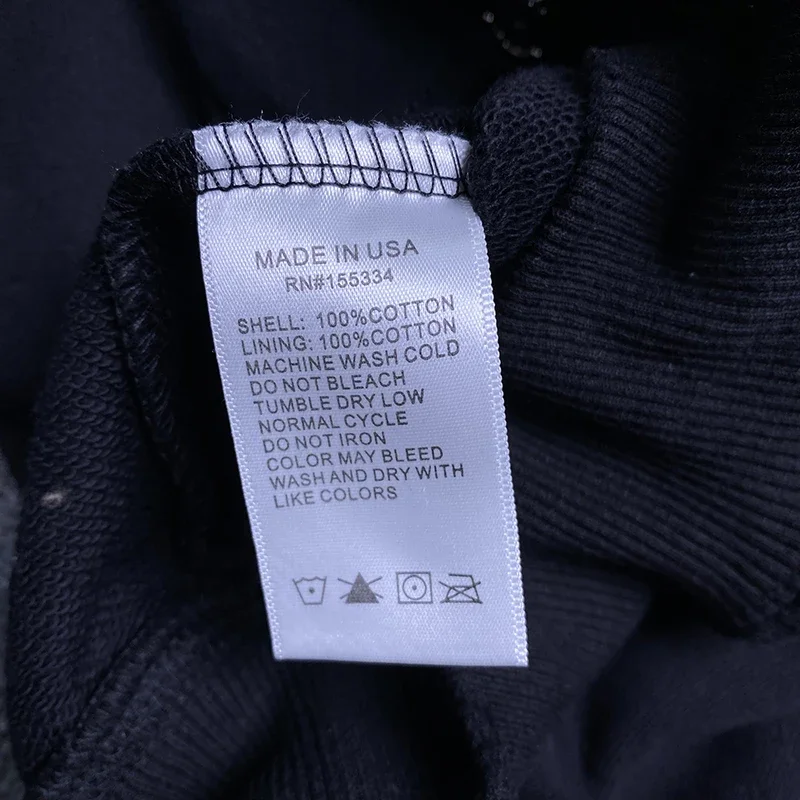 MADE IN USA
RN#155334
SHELL: 100%COTTON
LINING: 100%COTTON
MACHINE WASH COLD
DO NOT BLEACH
TUMBLE DRY LOW
NORMAL CYCLE
DO NOT IRON
COLOR MAY BLEED
WASH AND DRY WITH
LIKE COLORS